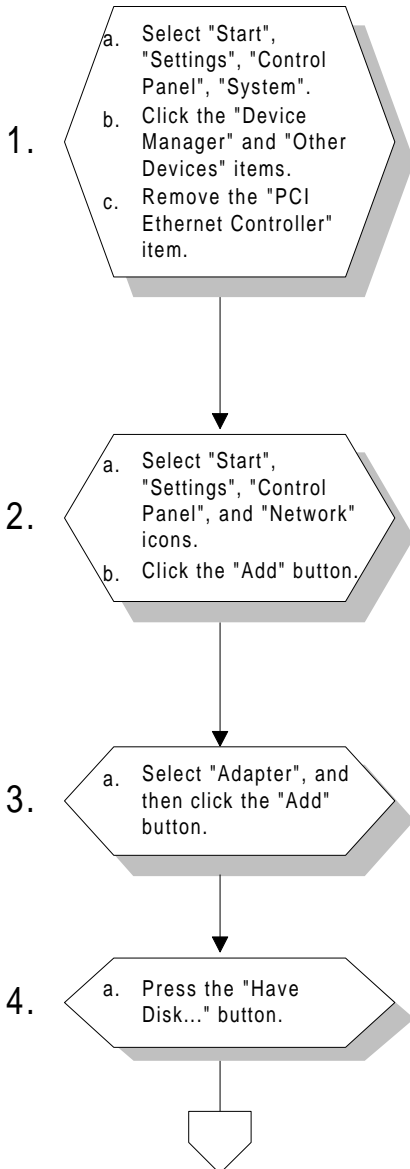 1.
a. Select "Start",
"Settings", "Control
Panel", "System".
b. Click the "Device
Manager" and "Other
Devices" items.
c. Remove the "PCI
Ethernet Controller"
item.
2.
a. Select "Start",
"Settings", "Control
Panel", and "Network"
icons.
b. Click the "Add" button.
3.
a. Select "Adapter", and
then click the "Add"
button.
4.
a. Press the "Have
Disk..." button.